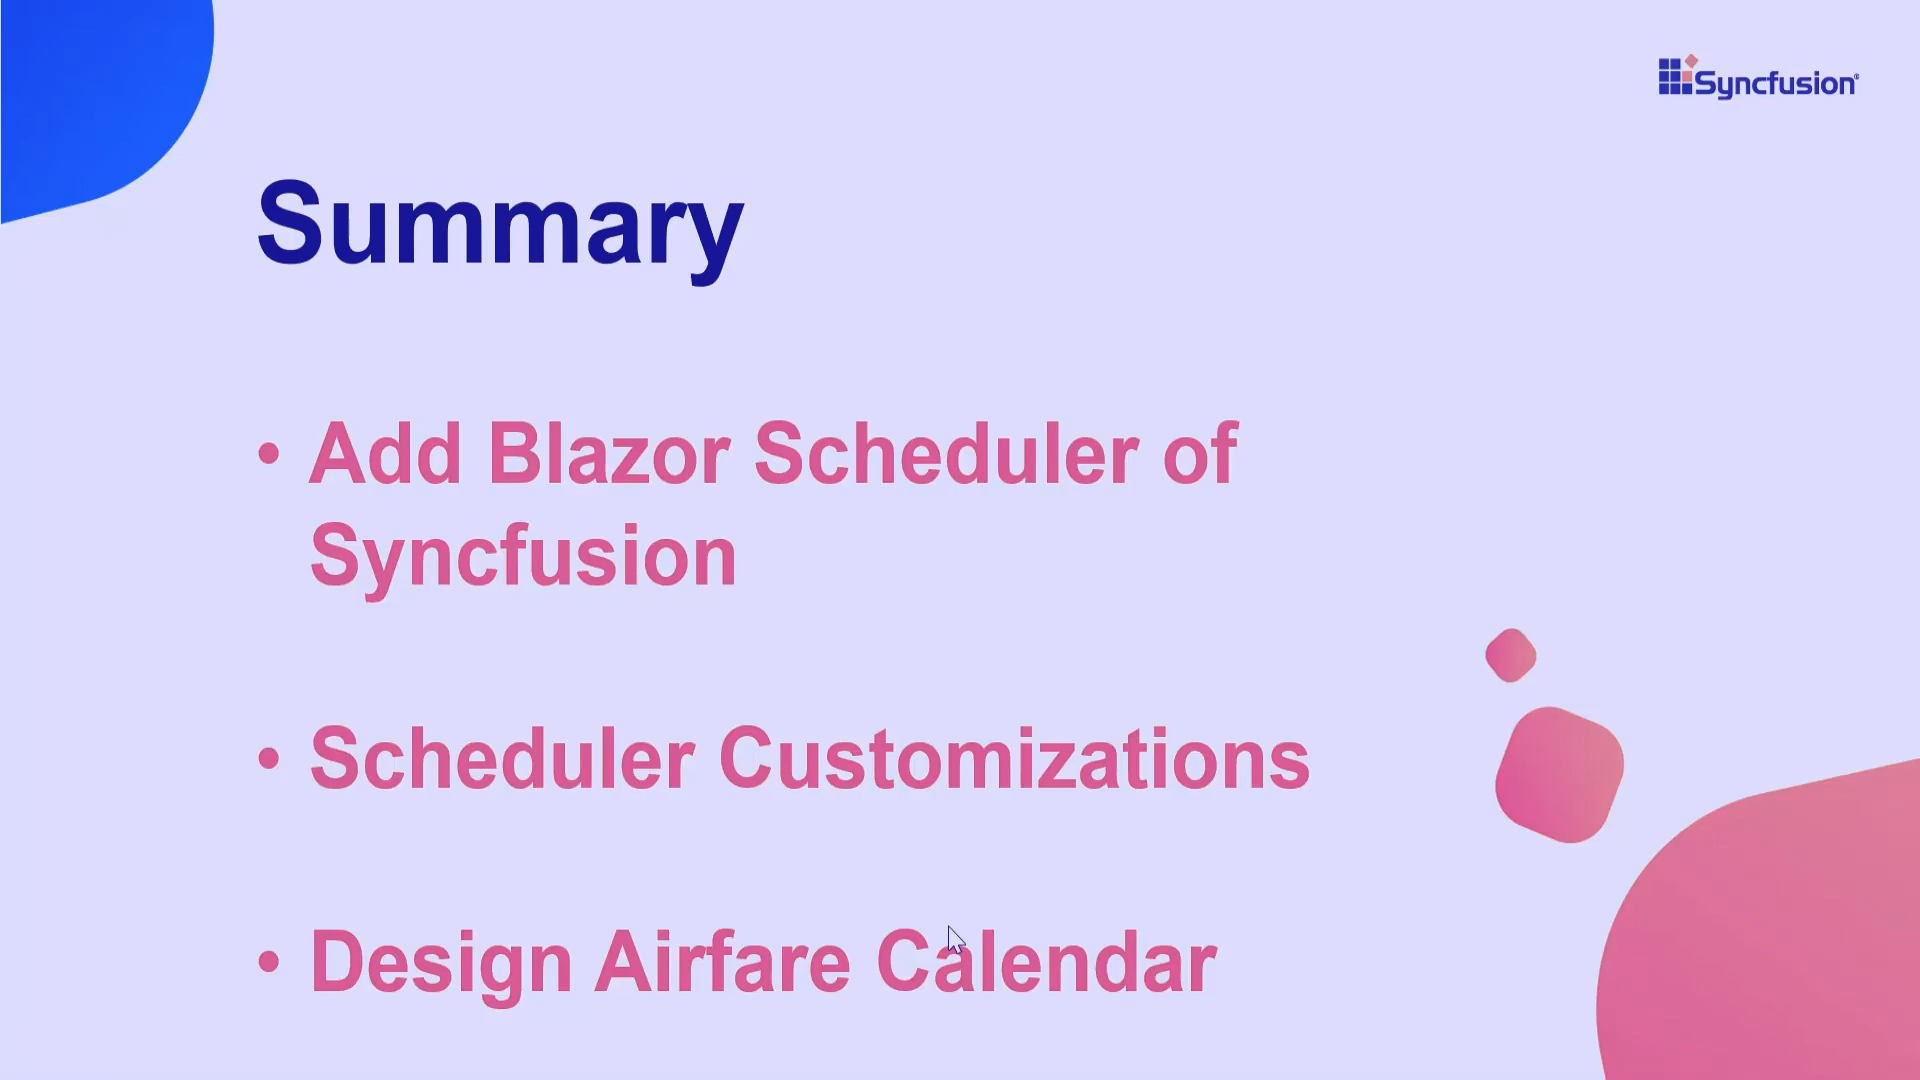 Syncfusion®
Summary
• Add Blazor Scheduler of
Syncfusion
• Scheduler Customizations
• Design Airfare Calendar